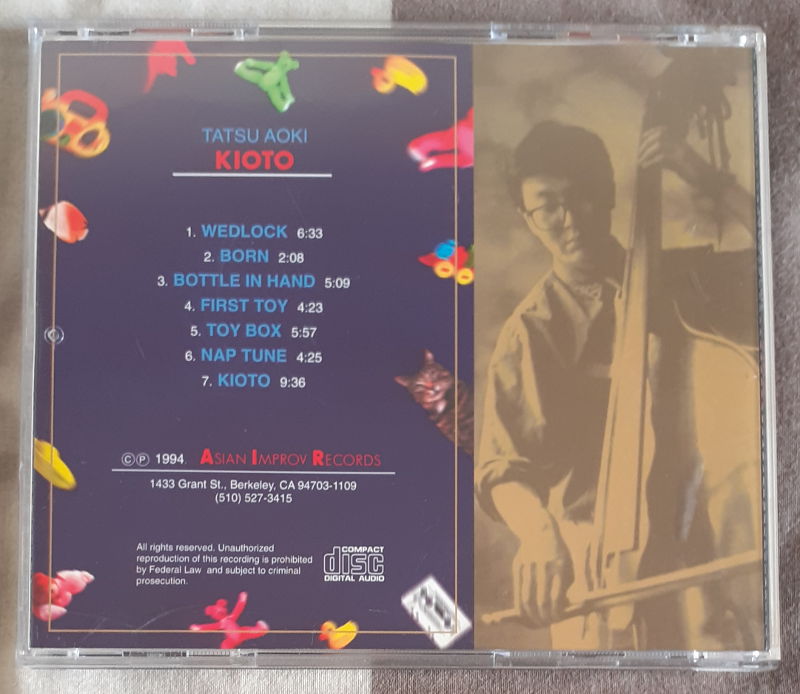 TATSU AOKI
KIOTO
1. WEDLOCK 6:33
2. BORN 2:08
3. BOTTLE IN HAND 5:09
4. FIRST TOY 4:23
5. TOY BOX 5:57
6. NAP TUNE 4:25
7. KIOTO 9:36
©℗ 1994 ASIAN IMPROV RECORDS
1433 Grant St., Berkeley, CA 94703-1109
(510) 527-3415
All rights reserved. Unauthorized
reproduction of this recording is prohibited
by Federal Law and subject to criminal
prosecution.
COMPACT
disc
DIGITAL AUDIO